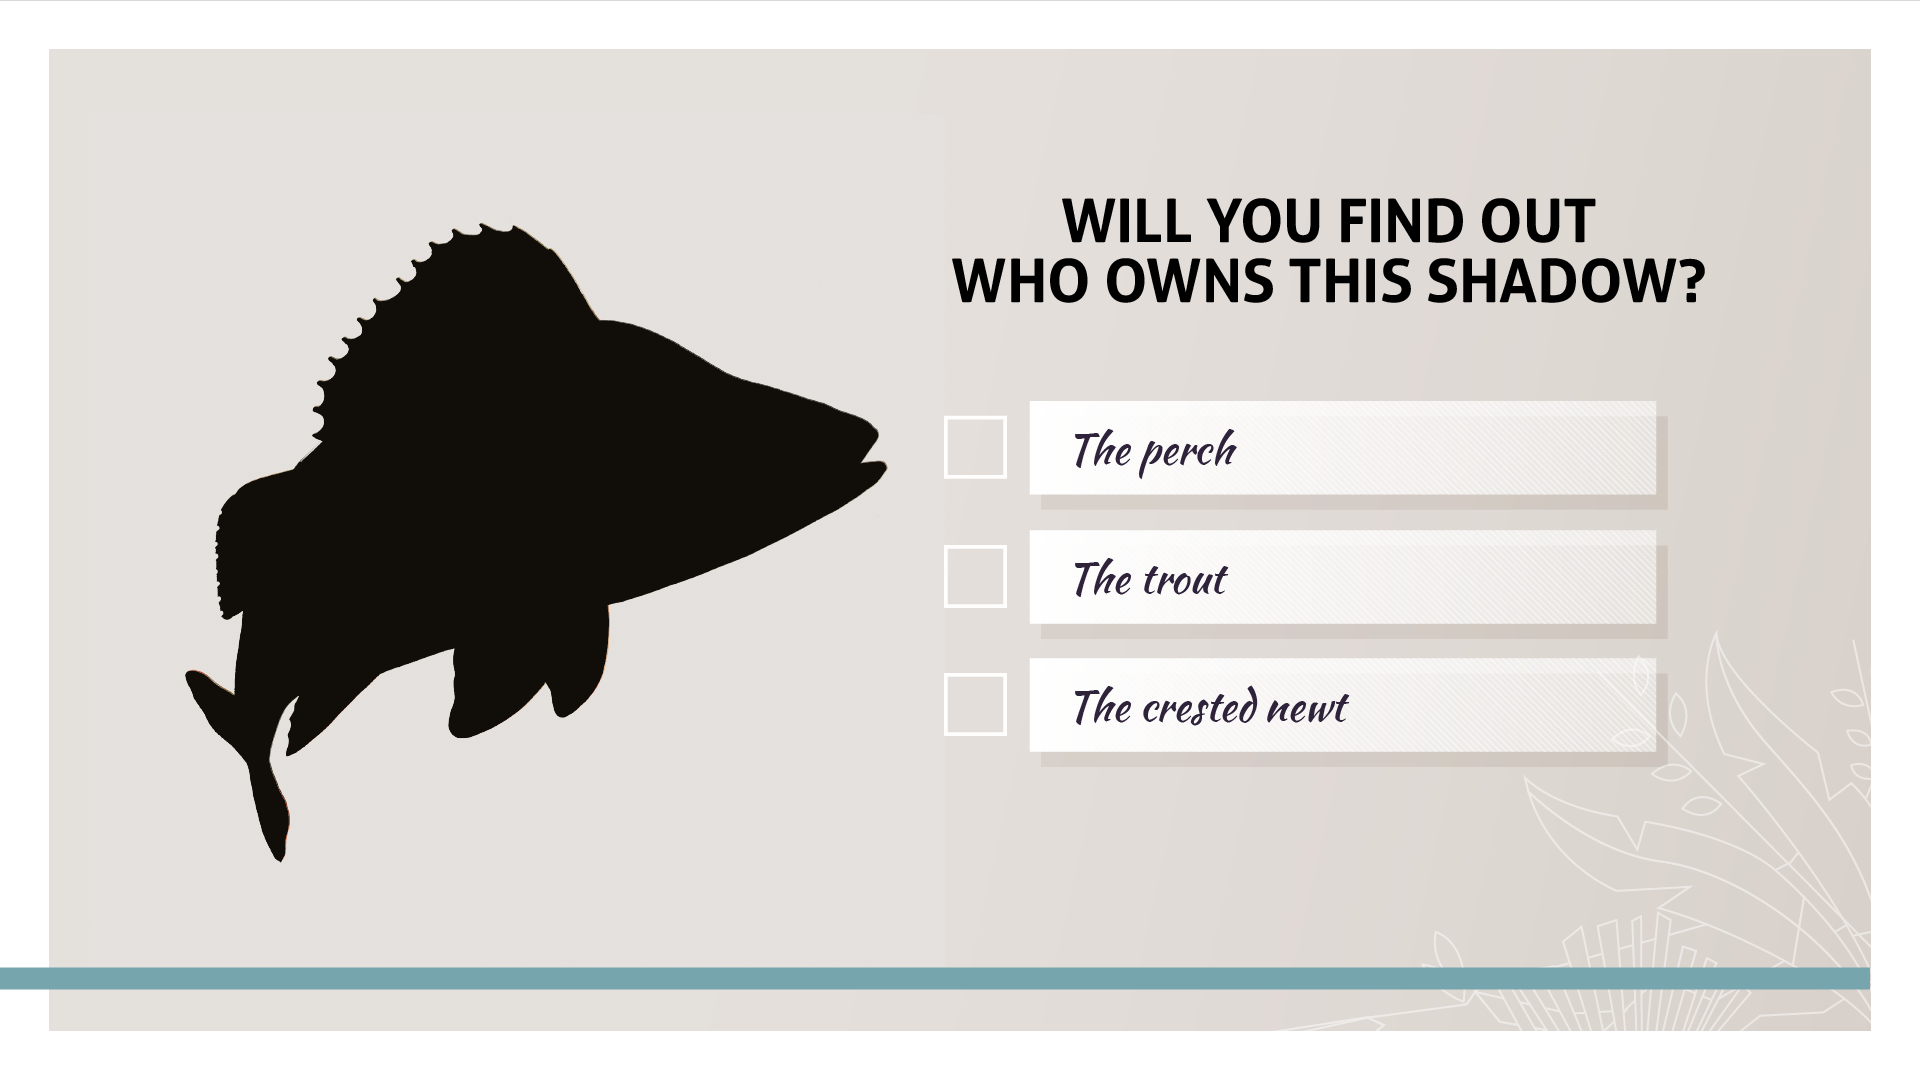 WILL YOU FIND OUT
WHO OWNS THIS SHADOW?
The perch
The trout
The crested newt